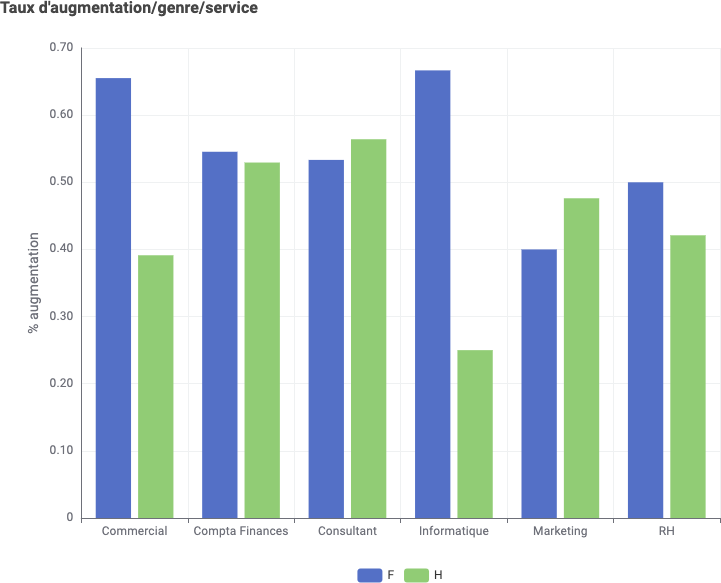 Taux d'augmentation/genre/service
0.70
0.60
0.50
0.40
0.30
0.20
0.10
0
% augmentation
Commercial
Compta Finances
Consultant
Informatique
Marketing
RH
F
H